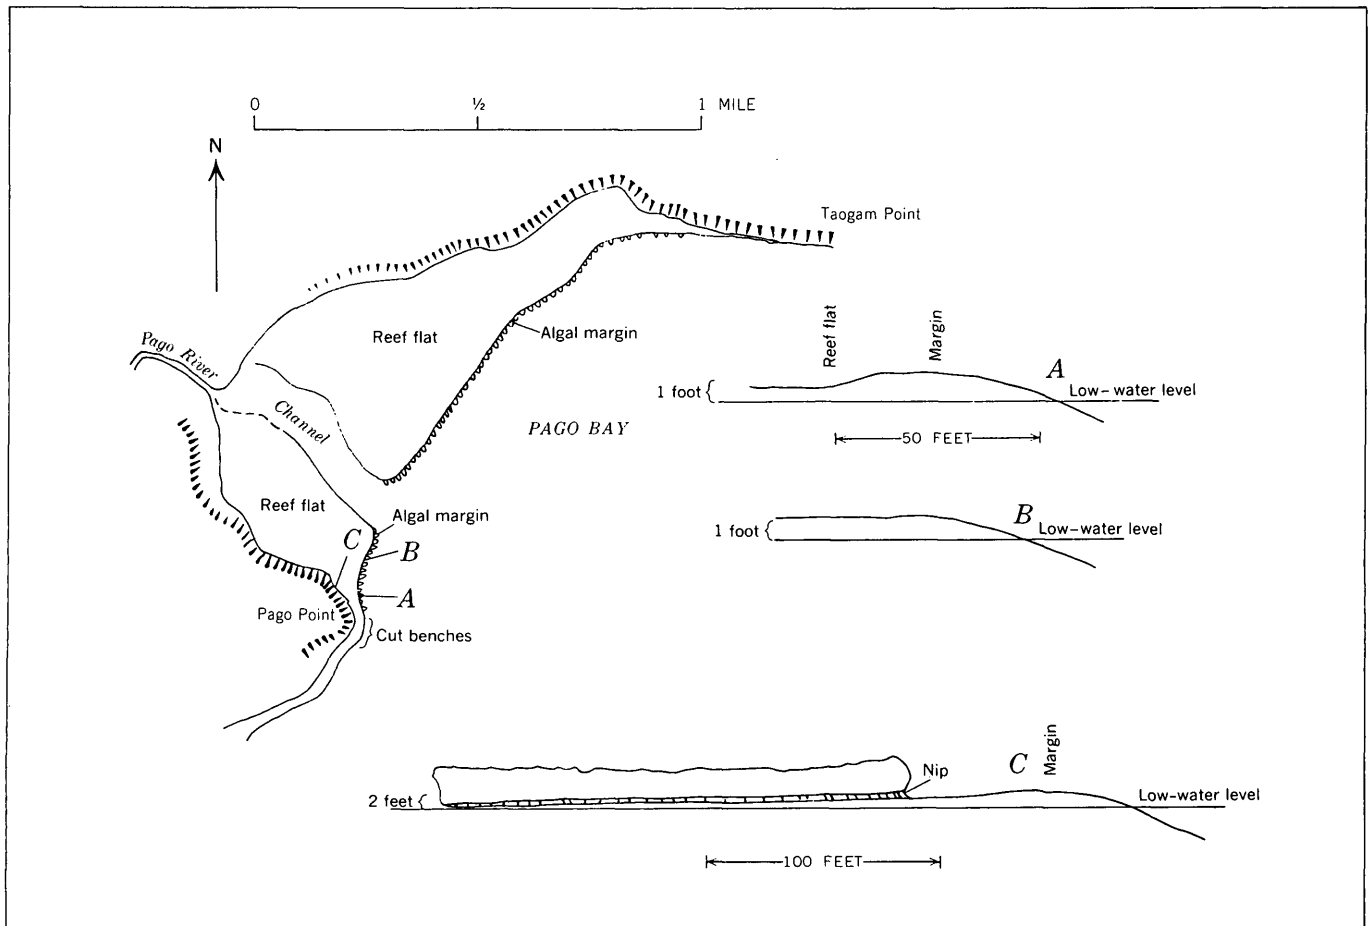 0 ½ 1 MILE
N
Taogam Point
Reef flat
Algal margin
Pago River
Channel
PAGO BAY
Reef flat
Algal margin
C
B
A
Pago Point
Cut benches
Reef flat
Margin
A
1 foot
Low-water level
50 FEET
B
1 foot
Low-water level
C
Margin
Nip
2 feet
Low-water level
100 FEET